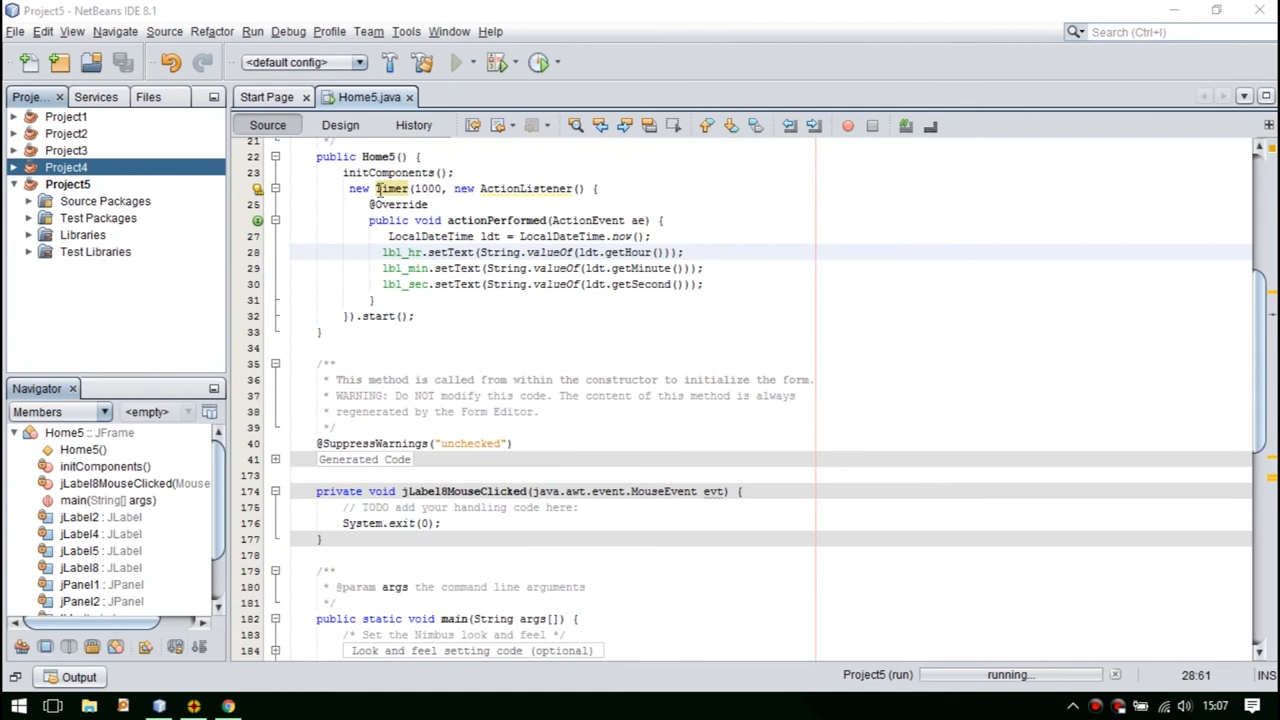 Project5 - NetBeans IDE 8.1
File Edit View Navigate Source Refactor Run Debug Profile Team Tools Window Help
Search (Ctrl+I)
<default config>
Proje... Services Files
Start Page Home5.java
Source Design History
Project1
Project2
Project3
Project4
Project5
Source Packages
Test Packages
Libraries
Test Libraries
Navigator
Members <empty>
Home5 :: JFrame
Home5()
initComponents()
jLabel8MouseClicked(Mouse
main(String[] args)
jLabel2 : JLabel
jLabel4 : JLabel
jLabel5 : JLabel
jLabel8 : JLabel
jPanel1 : JPanel
jPanel2 : JPanel
21 */
22 public Home5() {
23 initComponents();
new Timer(1000, new ActionListener() {
25 @Override
public void actionPerformed(ActionEvent ae) {
27 LocalDateTime ldt = LocalDateTime.now();
28 lbl_hr.setText(String.valueOf(ldt.getHour()));
29 lbl_min.setText(String.valueOf(ldt.getMinute()));
30 lbl_sec.setText(String.valueOf(ldt.getSecond()));
31 }
32 }).start();
33 }
34
35 /**
36 * This method is called from within the constructor to initialize the form.
37 * WARNING: Do NOT modify this code. The content of this method is always
38 * regenerated by the Form Editor.
39 */
40 @SuppressWarnings("unchecked")
41 Generated Code
173
174 private void jLabel8MouseClicked(java.awt.event.MouseEvent evt) {
175 // TODO add your handling code here:
176 System.exit(0);
177 }
178
179 /**
180 * @param args the command line arguments
181 */
182 public static void main(String args[]) {
183 /* Set the Nimbus look and feel */
184 Look and feel setting code (optional)
Output
Project5 (run) running... 28:61 INS
15:07